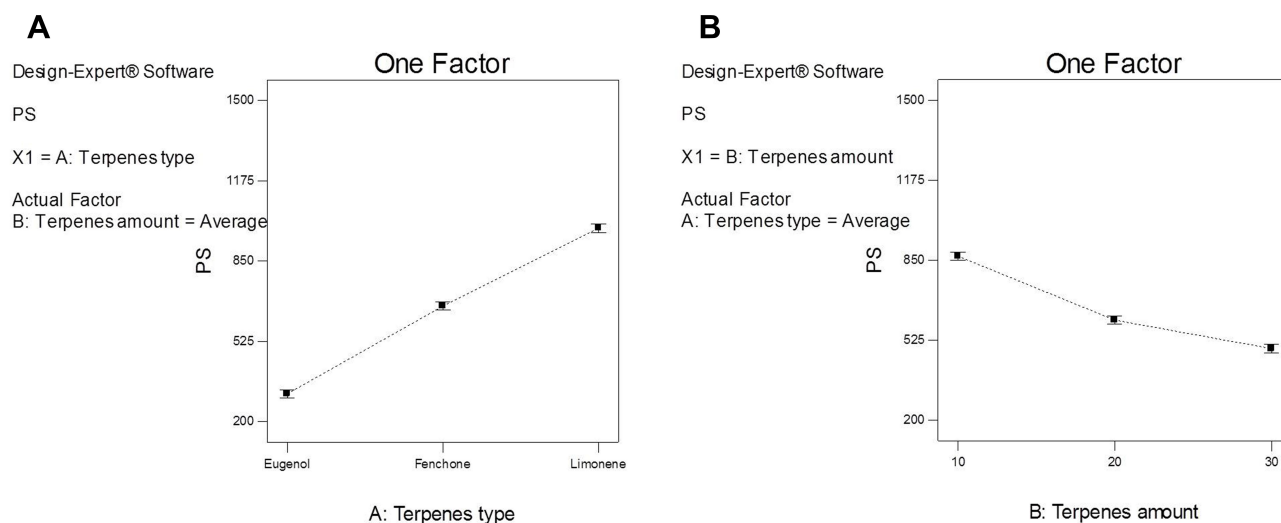 A
Design-Expert® Software
PS
X1 = A: Terpenes type
Actual Factor
B: Terpenes amount = Average
One Factor
1500
1175
850
525
200
PS
Eugenol
Fenchone
Limonene
A: Terpenes type
B
Design-Expert® Software
PS
X1 = B: Terpenes amount
Actual Factor
A: Terpenes type = Average
One Factor
1500
1175
850
525
200
PS
10
20
30
B: Terpenes amount